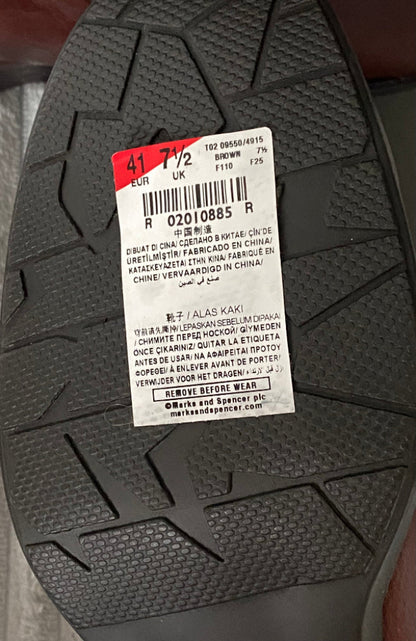 41 7½ T02 09550/4915
EUR UK BROWN 7½
F110 F25
R 02010885 R
中国制造
DIBUAT DI CINA/ СДЕЛАНО В КИТАЕ/ ÇİN'DE
ÜRETİLMİŞTİR/ FABRICADO EN CHINA/
ΚΑΤΑΣΚΕΥΑΖΕΤΑΙ ΣΤΗΝ ΚΙΝΑ/ FABRIQUÉ EN
CHINE/ VERVAARDIGD IN CHINA/
صنع في الصين
靴子 / ALAS KAKI
穿前请先 / LEPASKAN SEBELUM DIPAKAI
/ СНИМИТЕ ПЕРЕД НОСКОЙ/ GİYMEDEN
ÖNCE ÇIKARINIZ/ QUITAR LA ETIQUETA
ANTES DE USAR/ ΝΑ ΑΦΑΙΡΕΙΤΑΙ ΠΡΟΤΟΥ
ΦΟΡΕΘΕΙ/ À ENLEVER AVANT DE PORTER/
VERWIJDER VOOR HET DRAGEN/
REMOVE BEFORE WEAR
©Marks and Spencer plc
marksandspencer.com